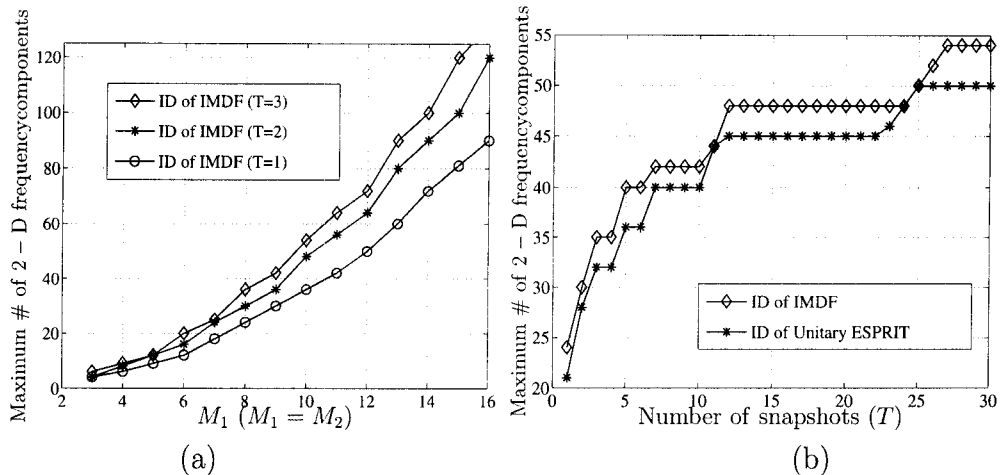 Maximum # of 2 – D frequencycomponents
120
100
80
60
40
20
0
ID of IMDF (T=3)
ID of IMDF (T=2)
ID of IMDF (T=1)
2
4
6
8
10
12
14
16
M₁ (M₁ = M₂)
(a)
Maximum # of 2 – D frequencycomponents
55
50
45
40
35
30
25
20
ID of IMDF
ID of Unitary ESPRIT
0
5
10
15
20
25
30
Number of snapshots (T)
(b)